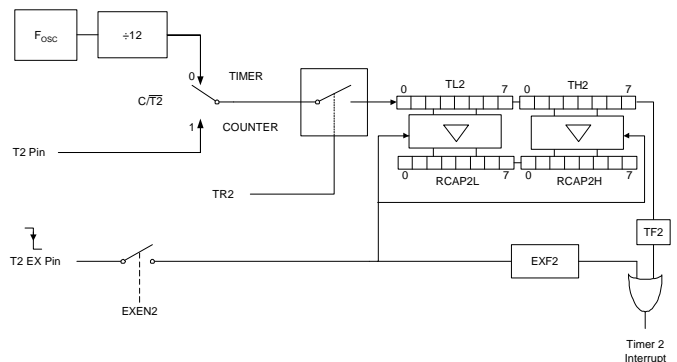 FOSC
÷12
0
TIMER
C/T2
1
COUNTER
T2 Pin
TR2
0
TL2
7
0
TH2
7
0
RCAP2L
7
0
RCAP2H
7
TF2
T2 EX Pin
EXEN2
EXF2
Timer 2
Interrupt